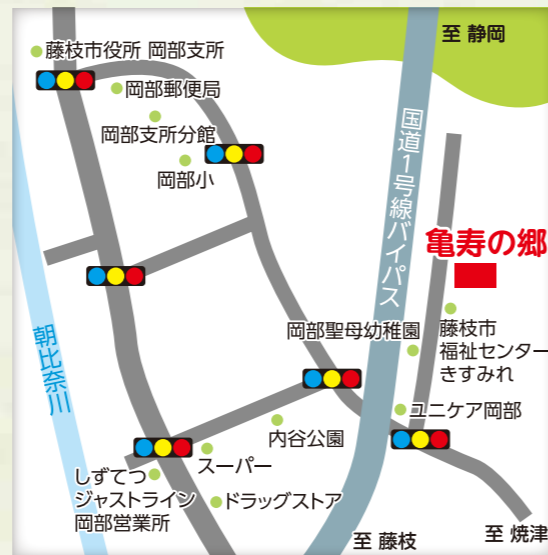 至 静岡
藤枝市役所 岡部支所
岡部郵便局
岡部支所分館
岡部小
国道1号線バイパス
亀寿の郷
朝比奈川
岡部聖母幼稚園
藤枝市
福祉センター
きすみれ
ユニケア岡部
内谷公園
スーパー
しずてつ
ジャストライン
岡部営業所
ドラッグストア
至 藤枝
至 焼津